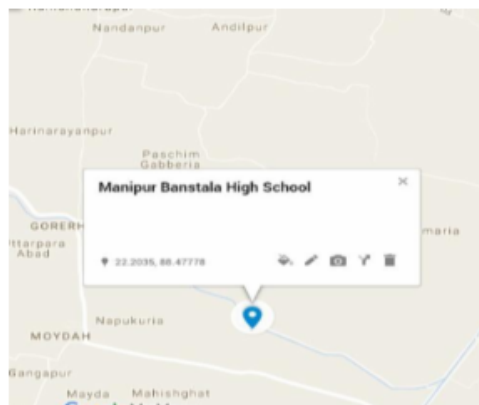 Nandanpur
Andilpur
Harinarayanpur
Paschim
Gabberia
Manipur Banstala High School
GORERH
maria
Uttarpara
Abad
22.2035, 88.47778
Napukuria
MOYDAH
Gangapur
Mayda
Mahishghat